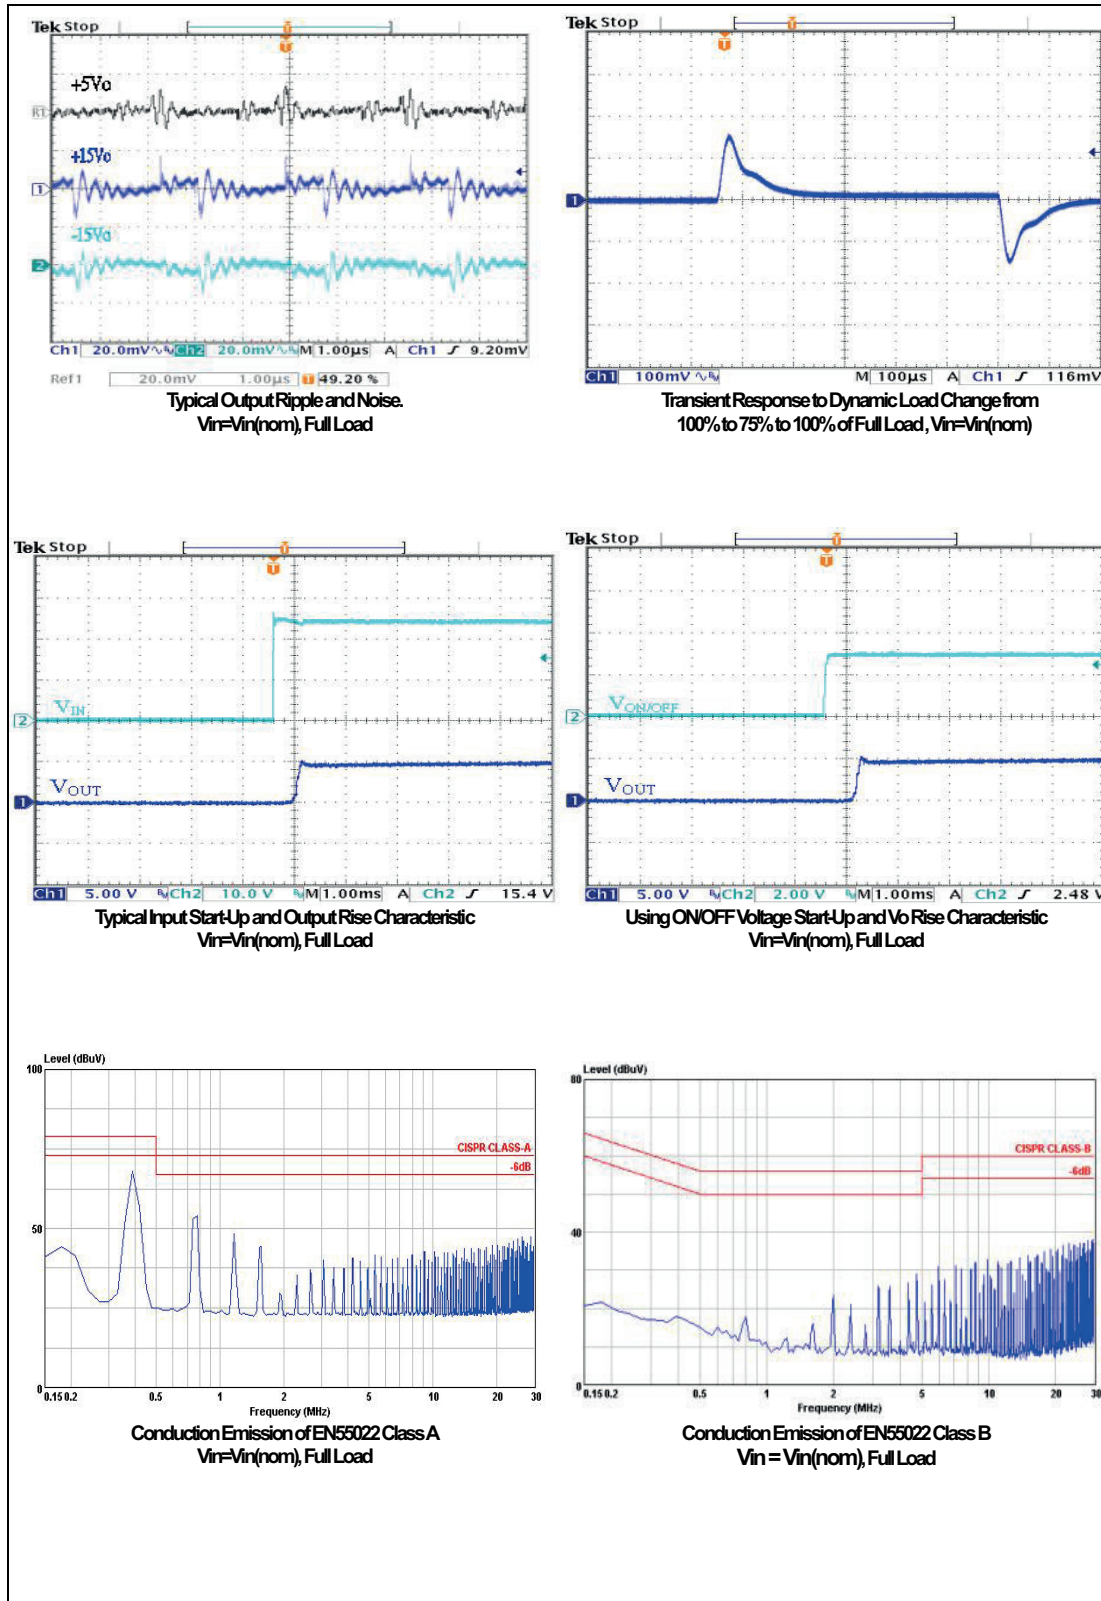 Tek Stop
T
T
+5Vo
R1
+15Vo
1
-15Vo
2
Ch1 20.0mV Ch2 20.0mV M 1.00µs A Ch1 9.20mV
Ref1 20.0mV 1.00µs T 49.20 %
Typical Output Ripple and Noise.
Vin=Vin(nom), Full Load
Tek Stop
T
T
1
Ch1 100mV M 100µs A Ch1 116mV
Transient Response to Dynamic Load Change from
100% to 75% to 100% of Full Load , Vin=Vin(nom)
Tek Stop
T
T
VIN
2
VOUT
1
Ch1 5.00 V Ch2 10.0 V M 1.00ms A Ch2 15.4 V
Typical Input Start-Up and Output Rise Characteristic
Vin=Vin(nom), Full Load
Tek Stop
T
T
VON/OFF
2
VOUT
1
Ch1 5.00 V Ch2 2.00 V M 1.00ms A Ch2 2.48 V
Using ON/OFF Voltage Start-Up and Vo Rise Characteristic
Vin=Vin(nom), Full Load
Level (dBuV)
100
CISPR CLASS-A
-6dB
50
0
0.15 0.2 0.5 1 2 5 10 20 30
Frequency (MHz)
Conduction Emission of EN55022 Class A
Vin=Vin(nom), Full Load
Level (dBuV)
80
CISPR CLASS-B
-6dB
40
0
0.15 0.2 0.5 1 2 5 10 20 30
Frequency (MHz)
Conduction Emission of EN55022 Class B
Vin = Vin(nom), Full Load